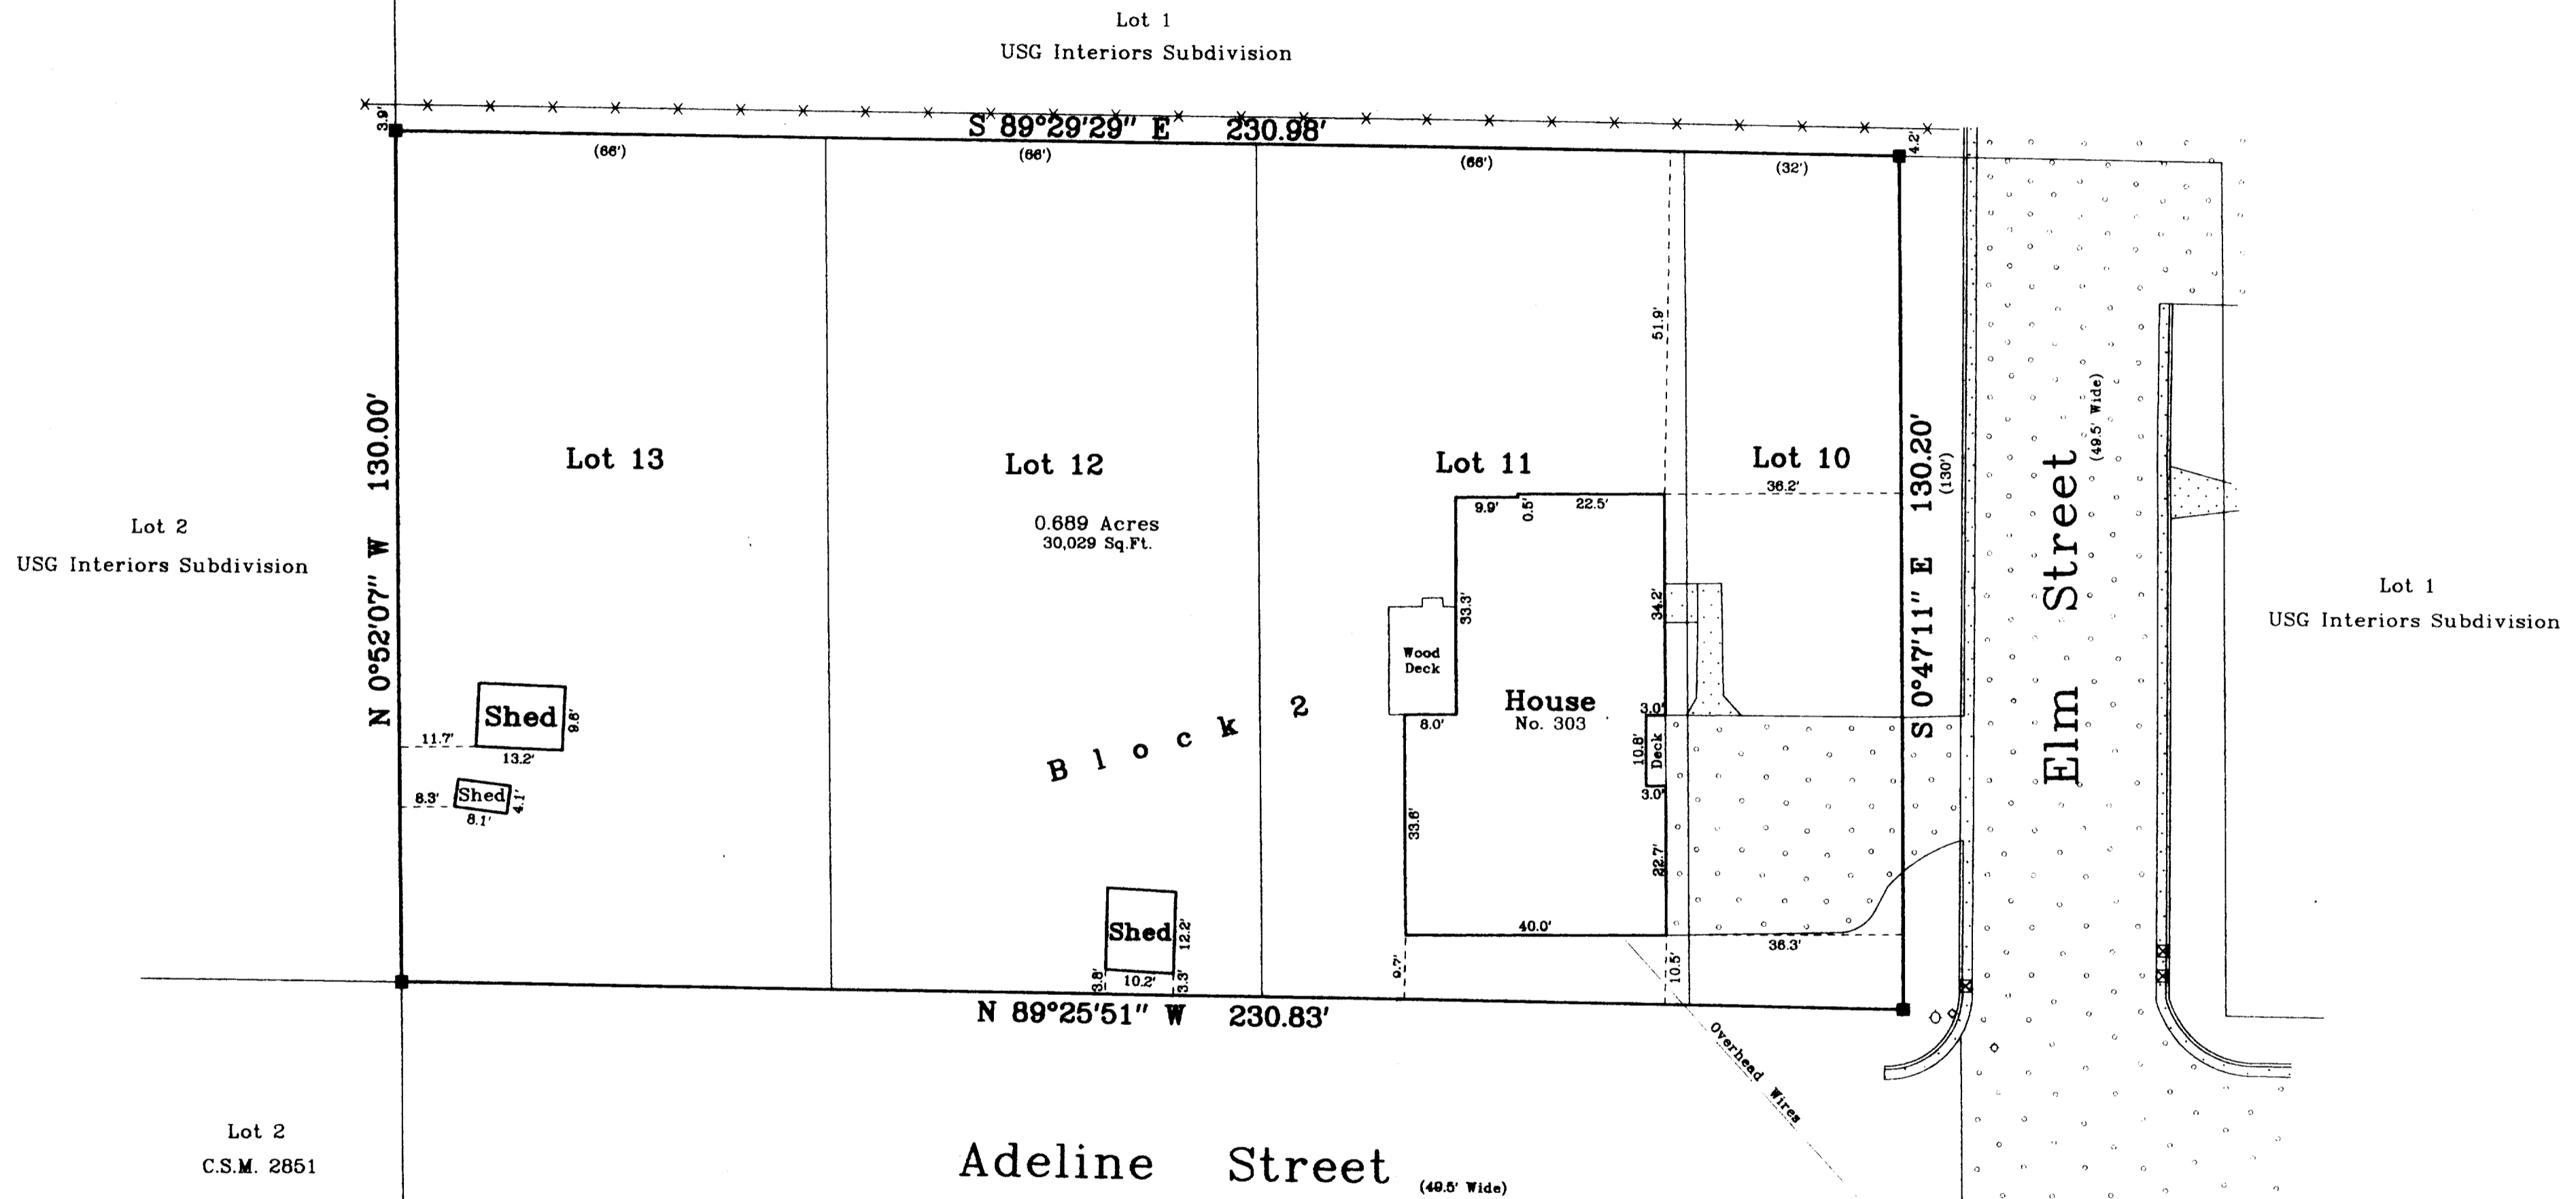 Lot 1
USG Interiors Subdivision
3.9'
S 89°29'29" E 230.98'
4.2'
(66')
(66')
(66')
(32')
51.9'
Lot 13
Lot 12
Lot 11
Lot 10
0.689 Acres
30,029 Sq.Ft.
N 0°52'07" W 130.00'
Lot 2
USG Interiors Subdivision
9.9'
0.5'
22.5'
36.2'
33.3'
34.2'
Wood
Deck
8.0'
House
No. 303
3.0'
10.8'
Deck
3.0'
33.6'
22.7'
40.0'
36.3'
9.7'
10.5'
S 0°47'11" E 130.20'
(130')
Elm Street
(49.5' Wide)
Lot 1
USG Interiors Subdivision
Block 2
Shed
9.6'
11.7'
13.2'
Shed
4.1'
8.3'
8.1'
Shed
12.2'
3.8'
10.2'
3.3'
N 89°25'51" W 230.83'
Overhead Wires
Lot 2
C.S.M. 2851
Adeline Street (49.5' Wide)